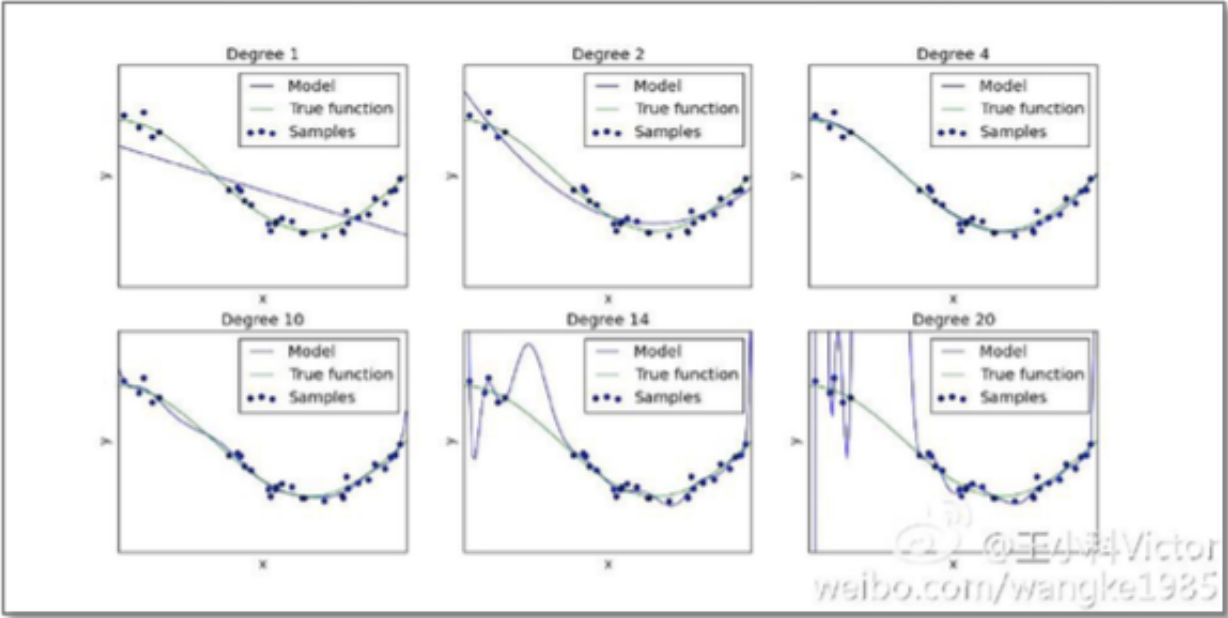 Degree 1
Model
True function
Samples
y
x
Degree 2
Model
True function
Samples
y
x
Degree 4
Model
True function
Samples
y
x
Degree 10
Model
True function
Samples
y
x
Degree 14
Model
True function
Samples
y
x
Degree 20
Model
True function
Samples
y
x
@王小科Victor
weibo.com/wangke1985